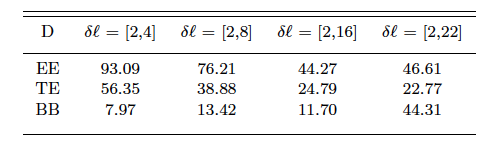 D δℓ = [2,4] δℓ = [2,8] δℓ = [2,16] δℓ = [2,22]
EE 93.09 76.21 44.27 46.61
TE 56.35 38.88 24.79 22.77
BB 7.97 13.42 11.70 44.31